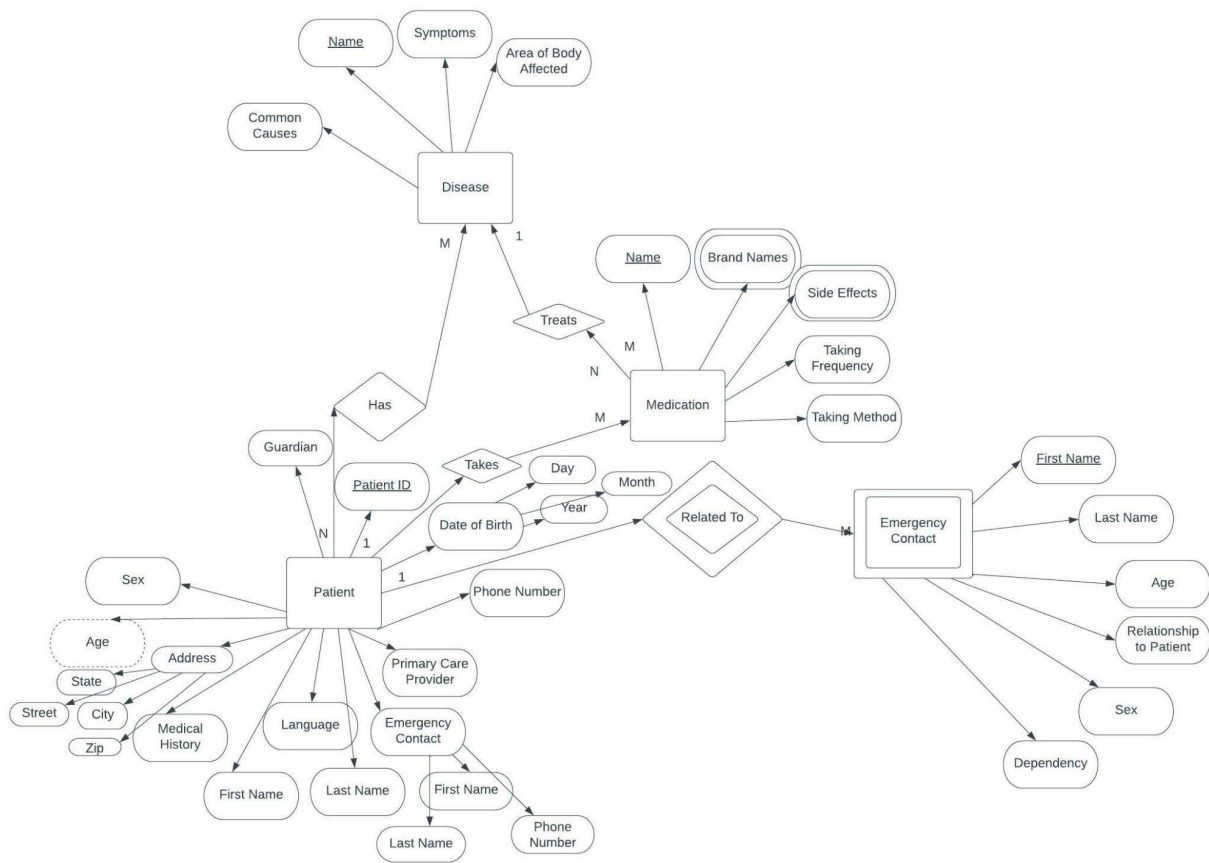 Name
Symptoms
Area of Body
Affected
Common
Causes
Disease
M
1
Name
Brand Names
Side Effects
Treats
M
N
Taking
Frequency
Medication
Taking Method
Has
M
Guardian
Takes
Patient ID
Day
Month
Date of Birth
Year
Related To
First Name
Emergency
Contact
Last Name
M
N
1
1
Sex
Patient
Phone Number
Age
Age
Relationship
to Patient
Address
Primary Care
Provider
State
Street
City
Zip
Medical
History
Language
Emergency
Contact
Sex
Dependency
First Name
Last Name
First Name
Last Name
Phone
Number